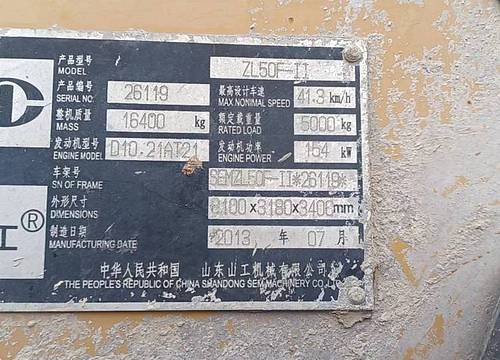 产品型号 ZL50F-II
MODEL
产品编号 26119 最高设计车速 41.3 km/h
SERIAL NO: MAX NONIMAL SPEED
整机质量 16400 kg 额定载重量 5000 kg
MASS RATED LOAD
发动机型号 D10.21AT21 发动机功率 154 kW
ENGINE MODEL ENGINE POWER
车架号 SEMZL50F-II*26119*
SN OF FRAME
外形尺寸 8100 x 3180 x 3400 mm
DIMENSIONS
制造日期 2013 年 07 月
MANUFACTURING DATE
工®
中华人民共和国 山东山工机械有限公司
THE PEOPLE'S REPUBLIC OF CHINA SHANDONG SEM MACHINERY CO.,LTD